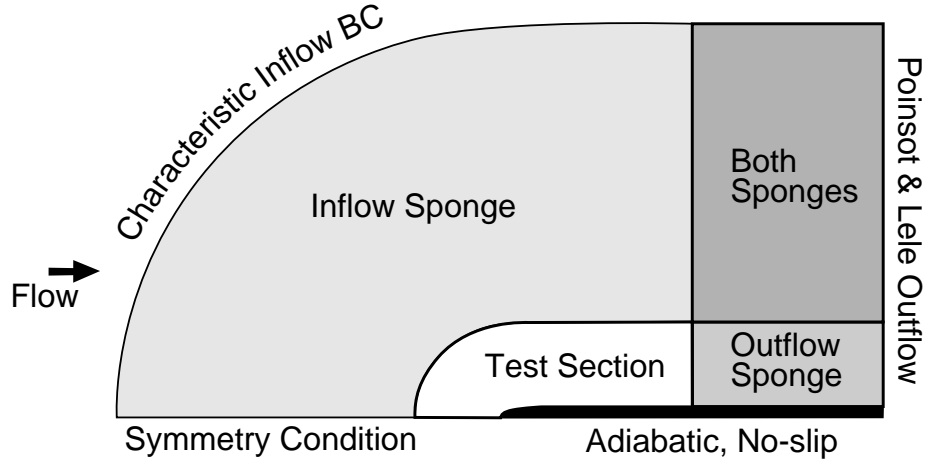 Characteristic Inflow BC
Inflow Sponge
Both
Sponges
Poinsot & Lele Outflow
Flow
Test Section
Outflow
Sponge
Symmetry Condition
Adiabatic, No-slip